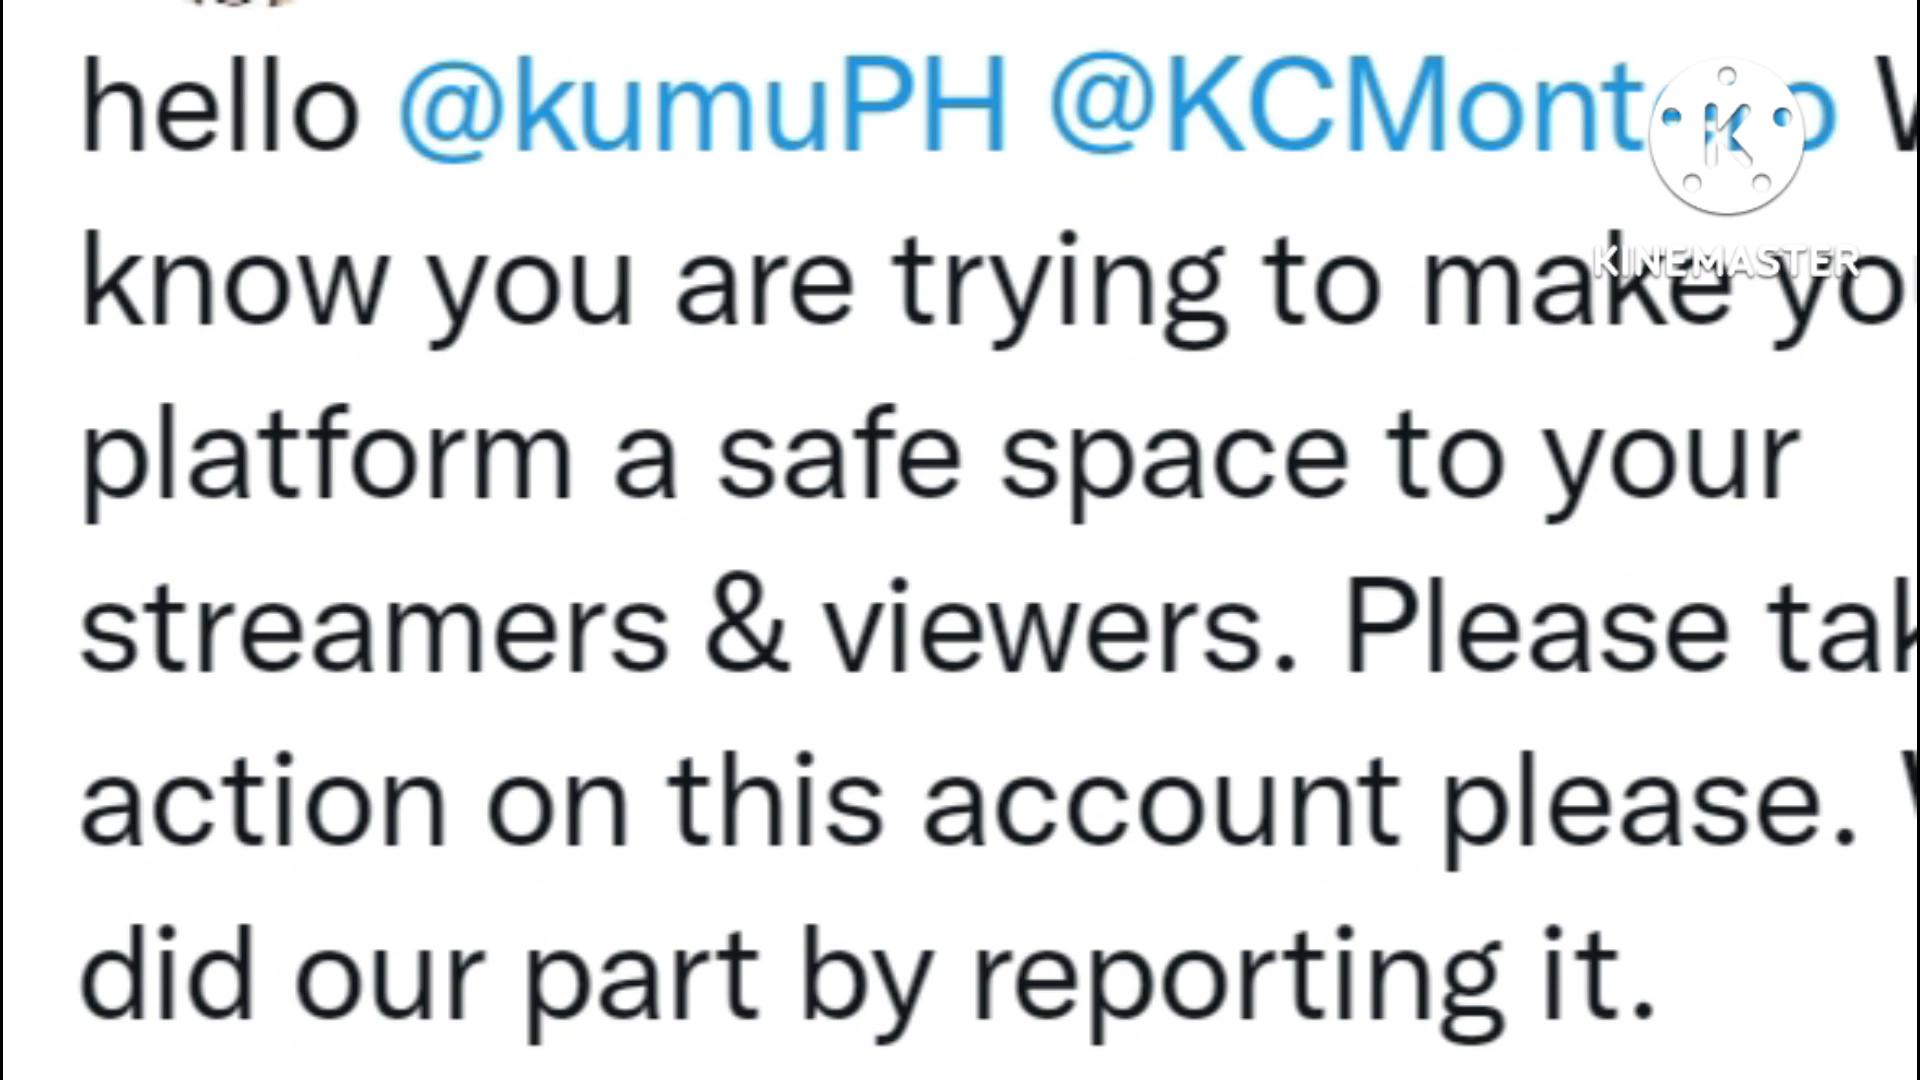 hello @kumuPH
know you are trying to make
platform a safe space to your
streamers & viewers. Please
action on this account please.
did our part by reporting it.
KINEMASTER